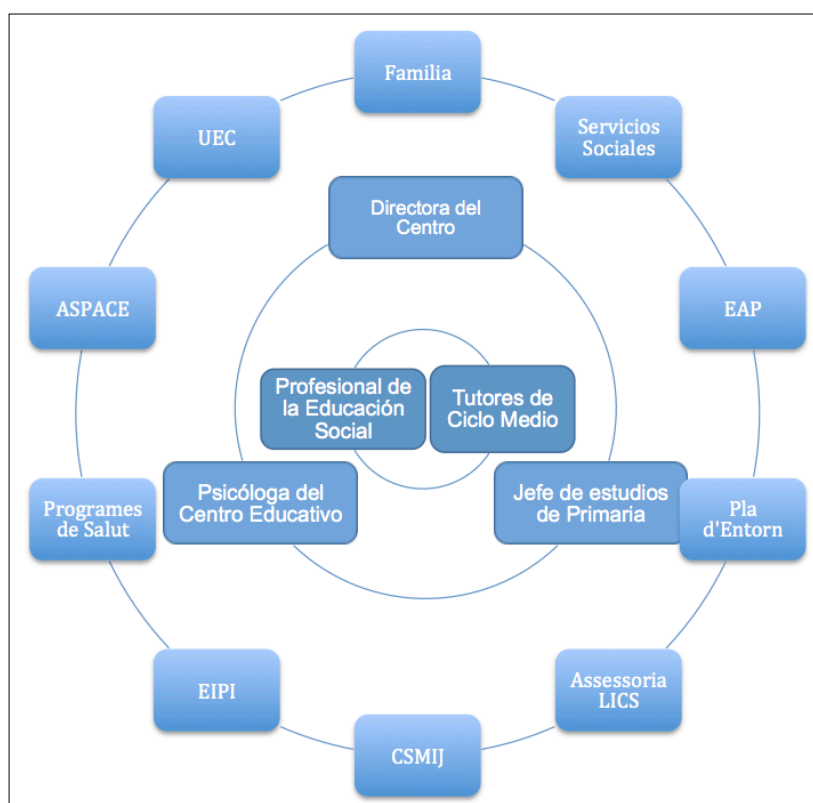 Familia
UEC
Servicios
Sociales
Directora del
Centro
ASPACE
EAP
Profesional de
la Educación
Social
Tutores de
Ciclo Medio
Programes
de Salut
Psicóloga del
Centro Educativo
Jefe de estudios
de Primaria
Pla
d'Entorn
EIPI
Assessoria
LICS
CSMIJ